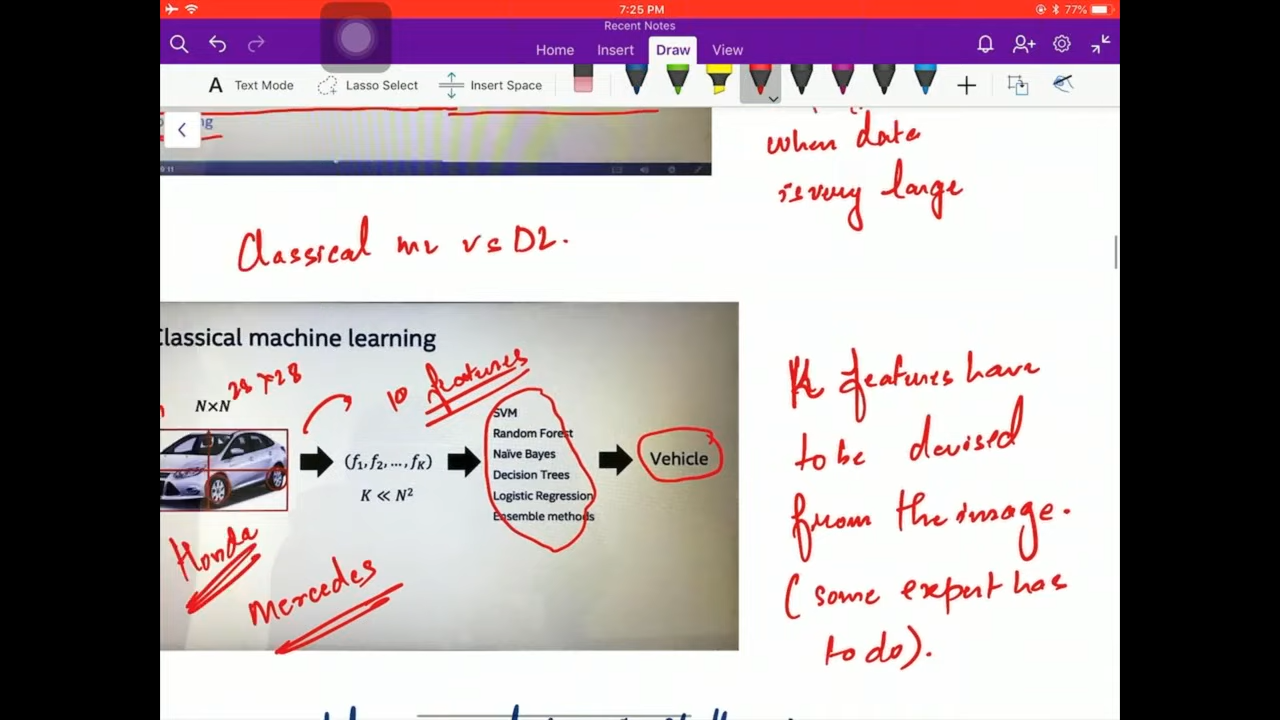 7:25 PM
77%
Recent Notes
Home Insert Draw View
Text Mode Lasso Select Insert Space
ng
when data
is very large
Classical ML vs DL.
Classical machine learning
28 × 28
10 features
N×N
(f₁, f₂, ..., f_K)
K ≪ N²
SVM
Random Forest
Naïve Bayes
Decision Trees
Logistic Regression
Ensemble methods
Vehicle
Honda
Mercedes
K features have
to be devised
from the image.
(some expert has
to do).